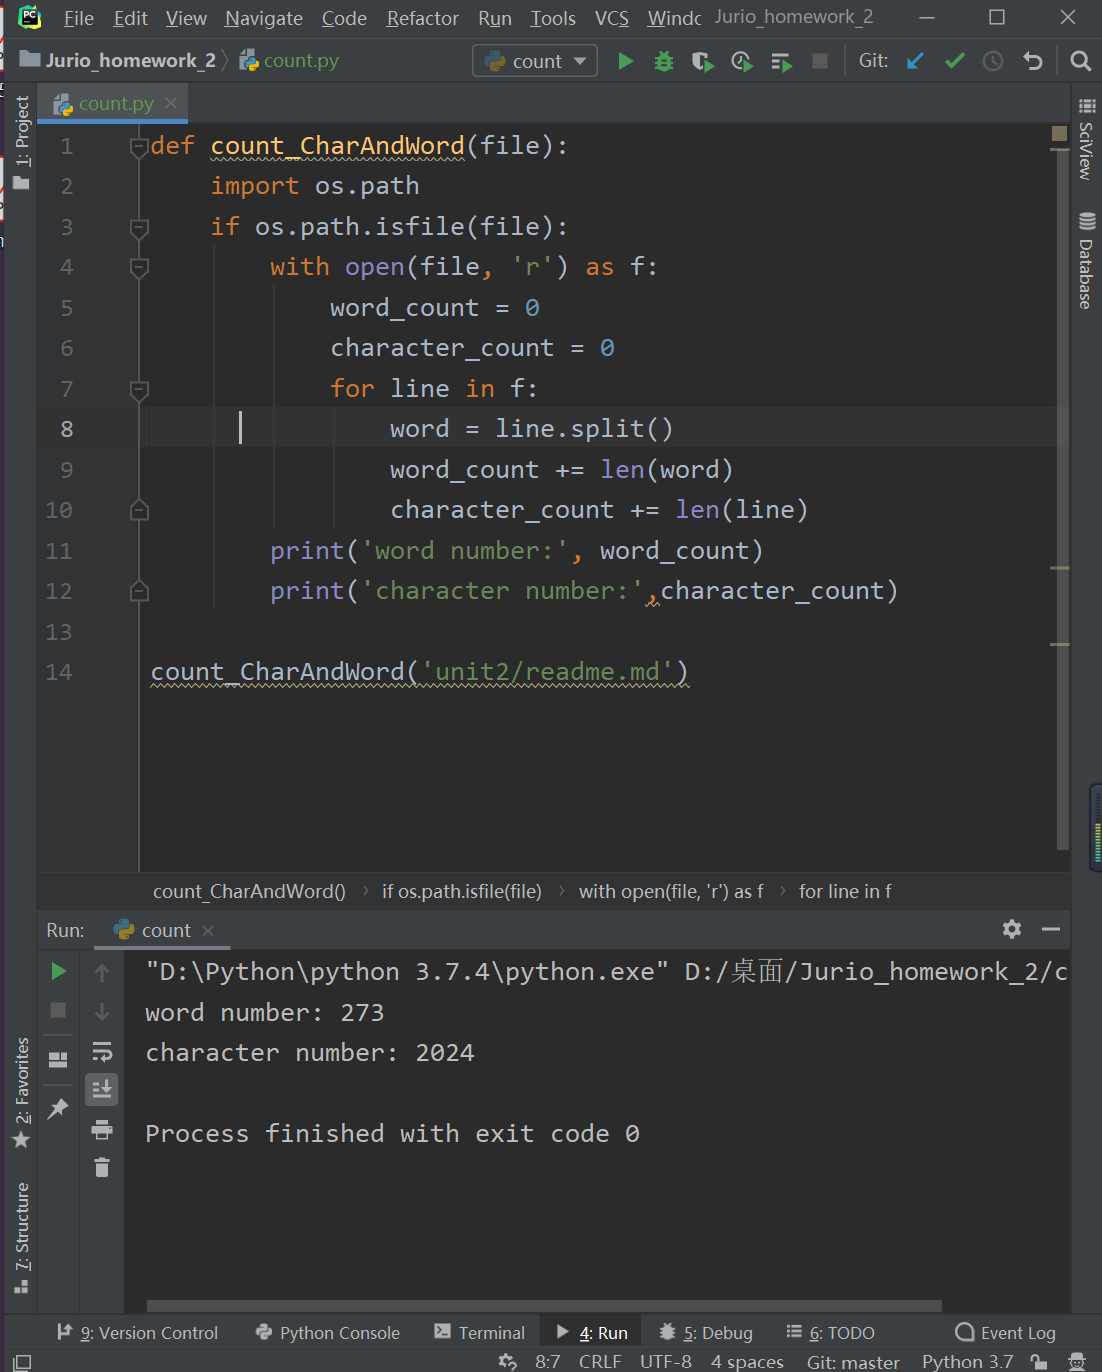 PC File Edit View Navigate Code Refactor Run Tools VCS Windc Jurio_homework_2
Jurio_homework_2 count.py count Git:
count.py
1: Project
SciView
Database
1 def count_CharAndWord(file):
2 import os.path
3 if os.path.isfile(file):
4 with open(file, 'r') as f:
5 word_count = 0
6 character_count = 0
7 for line in f:
8 word = line.split()
9 word_count += len(word)
10 character_count += len(line)
11 print('word number:', word_count)
12 print('character number:',character_count)
13
14 count_CharAndWord('unit2/readme.md')
count_CharAndWord() › if os.path.isfile(file) › with open(file, 'r') as f › for line in f
Run: count
"D:\Python\python 3.7.4\python.exe" D:/桌面/Jurio_homework_2/c
word number: 273
character number: 2024
Process finished with exit code 0
2: Favorites
7: Structure
9: Version Control Python Console Terminal 4: Run 5: Debug 6: TODO Event Log
8:7 CRLF UTF-8 4 spaces Git: master Python 3.7